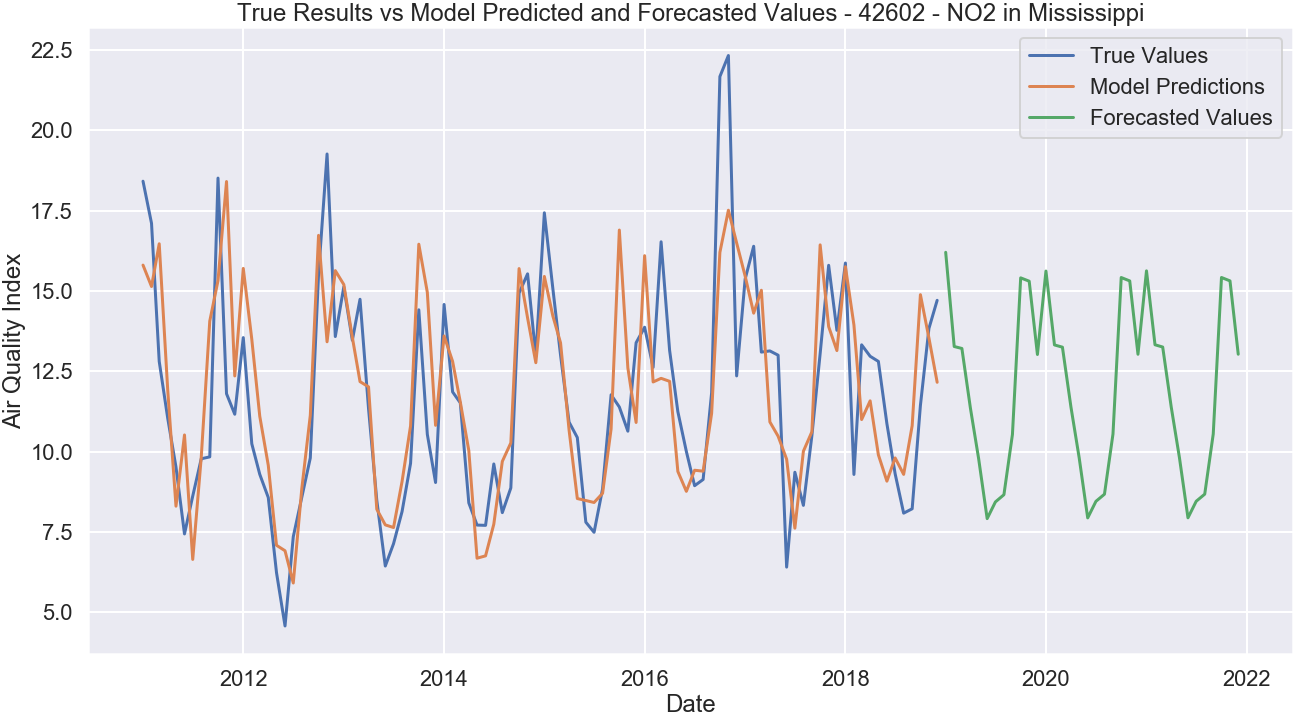 True Results vs Model Predicted and Forecasted Values - 42602 - NO2 in Mississippi
True Values
Model Predictions
Forecasted Values
Air Quality Index
22.5
20.0
17.5
15.0
12.5
10.0
7.5
5.0
2012 2014 2016 2018 2020 2022
Date